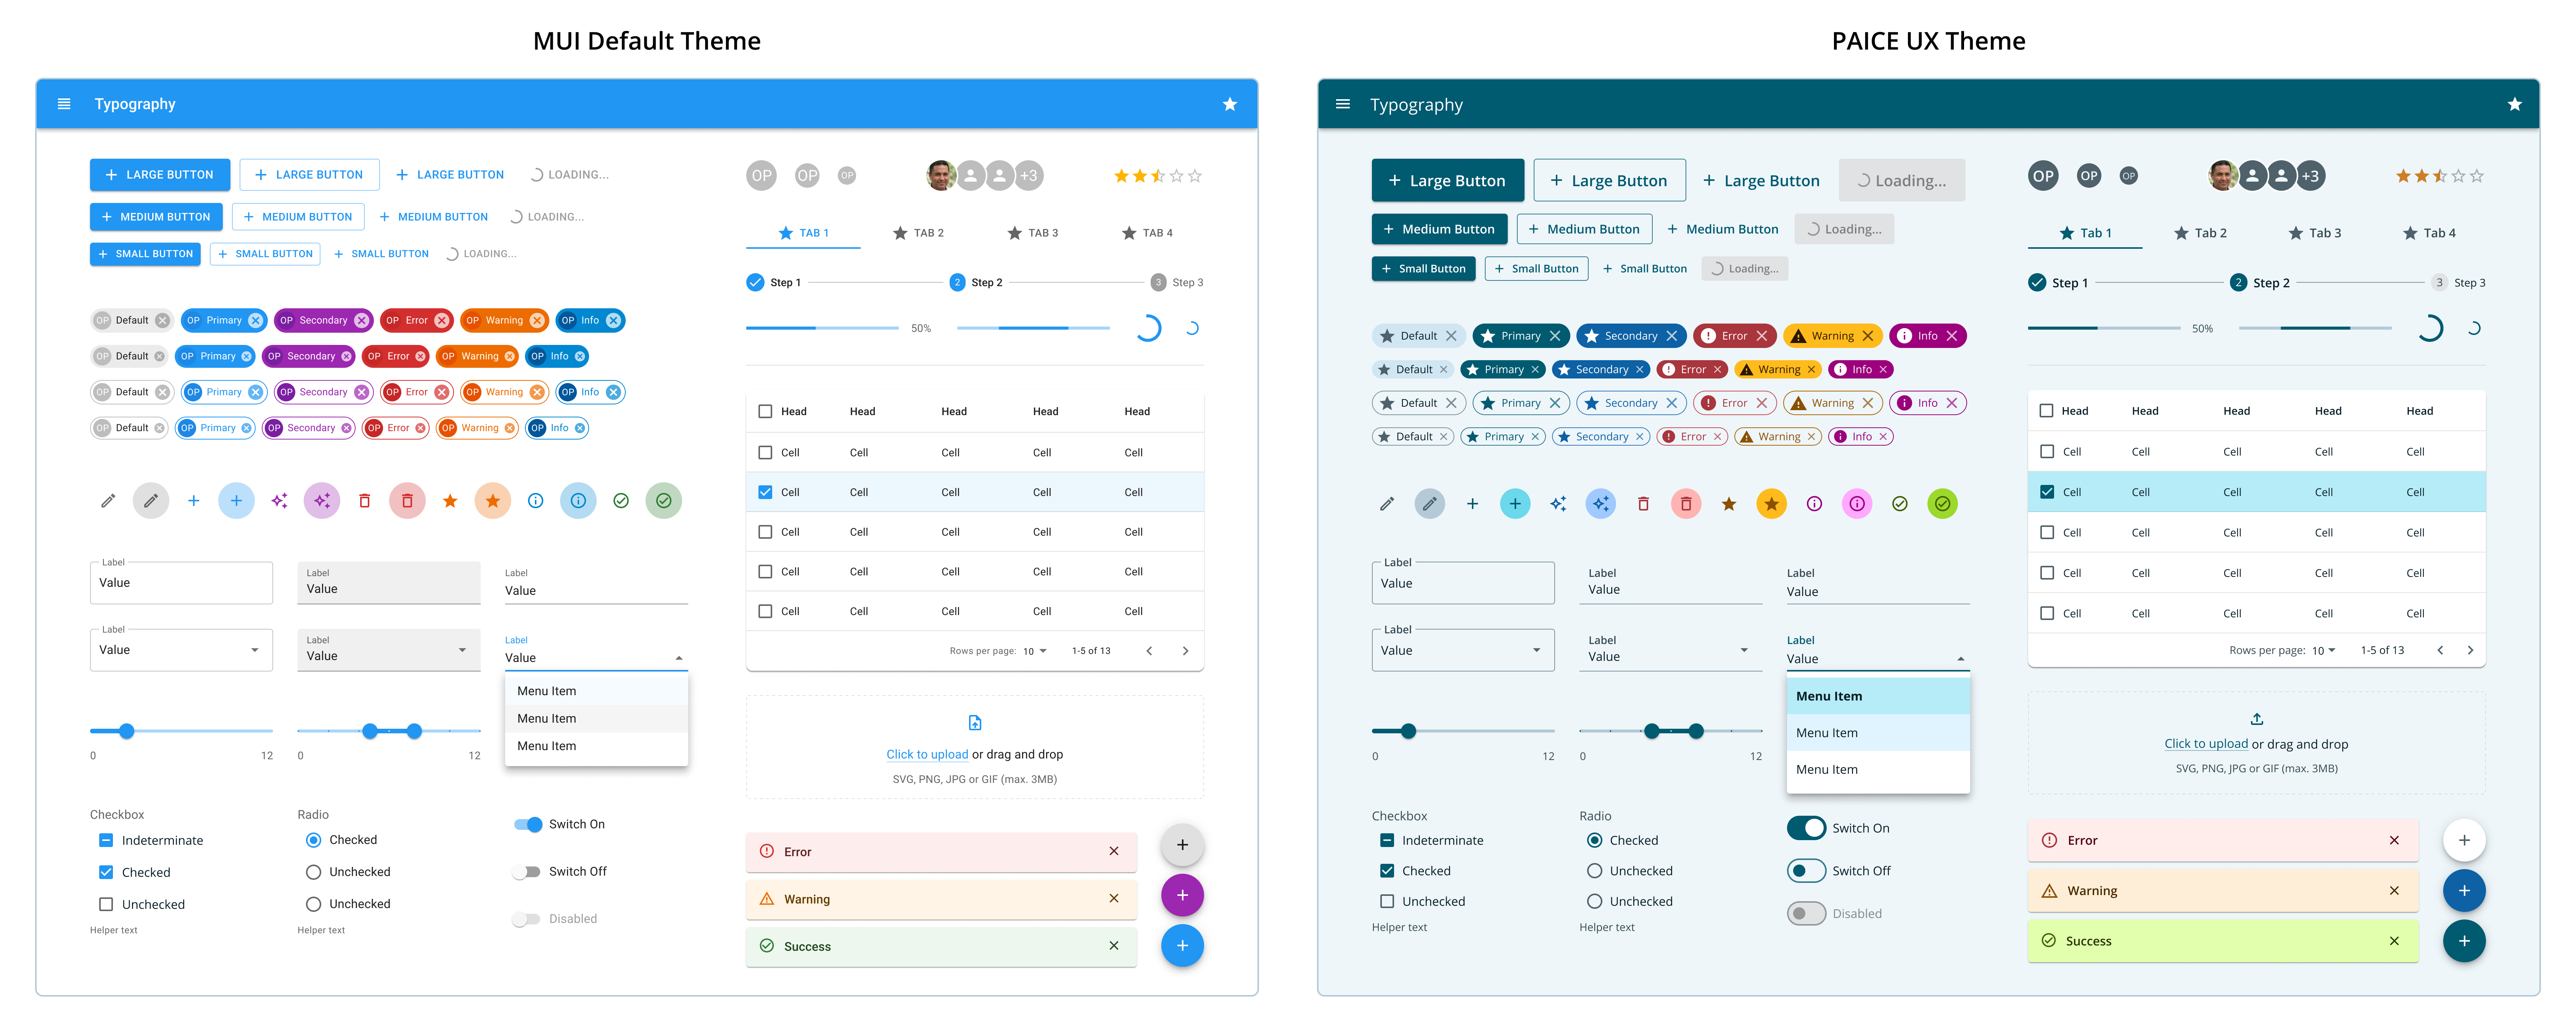 MUI Default Theme
Typography
LARGE BUTTON LARGE BUTTON LARGE BUTTON LOADING...
MEDIUM BUTTON MEDIUM BUTTON MEDIUM BUTTON LOADING...
SMALL BUTTON SMALL BUTTON SMALL BUTTON LOADING...
OP Default OP Primary OP Secondary OP Error OP Warning OP Info
OP Default OP Primary OP Secondary OP Error OP Warning OP Info
OP Default OP Primary OP Secondary OP Error OP Warning OP Info
OP Default OP Primary OP Secondary OP Error OP Warning OP Info
Label
Value
Label
Value
Label
Value
Label
Value
Label
Value
Label
Value
Menu Item
Menu Item
Menu Item
0 12
0 12
Checkbox
Indeterminate
Checked
Unchecked
Helper text
Radio
Checked
Unchecked
Unchecked
Helper text
Switch On
Switch Off
Disabled
OP OP OP +3
TAB 1 TAB 2 TAB 3 TAB 4
Step 1 2 Step 2 3 Step 3
50%
Head Head Head Head Head
Cell Cell Cell Cell Cell
Cell Cell Cell Cell Cell
Cell Cell Cell Cell Cell
Cell Cell Cell Cell Cell
Cell Cell Cell Cell Cell
Rows per page: 10 1-5 of 13
Click to upload or drag and drop
SVG, PNG, JPG or GIF (max. 3MB)
Error
Warning
Success
PAICE UX Theme
Typography
Large Button Large Button Large Button Loading...
Medium Button Medium Button Medium Button Loading...
Small Button Small Button Small Button Loading...
Default Primary Secondary Error Warning Info
Default Primary Secondary Error Warning Info
Default Primary Secondary Error Warning Info
Default Primary Secondary Error Warning Info
Label
Value
Label
Value
Label
Value
Label
Value
Label
Value
Label
Value
Menu Item
Menu Item
Menu Item
0 12
0 12
Checkbox
Indeterminate
Checked
Unchecked
Helper text
Radio
Checked
Unchecked
Unchecked
Helper text
Switch On
Switch Off
Disabled
OP OP OP +3
Tab 1 Tab 2 Tab 3 Tab 4
Step 1 2 Step 2 3 Step 3
50%
Head Head Head Head Head
Cell Cell Cell Cell Cell
Cell Cell Cell Cell Cell
Cell Cell Cell Cell Cell
Cell Cell Cell Cell Cell
Cell Cell Cell Cell Cell
Rows per page: 10 1-5 of 13
Click to upload or drag and drop
SVG, PNG, JPG or GIF (max. 3MB)
Error
Warning
Success